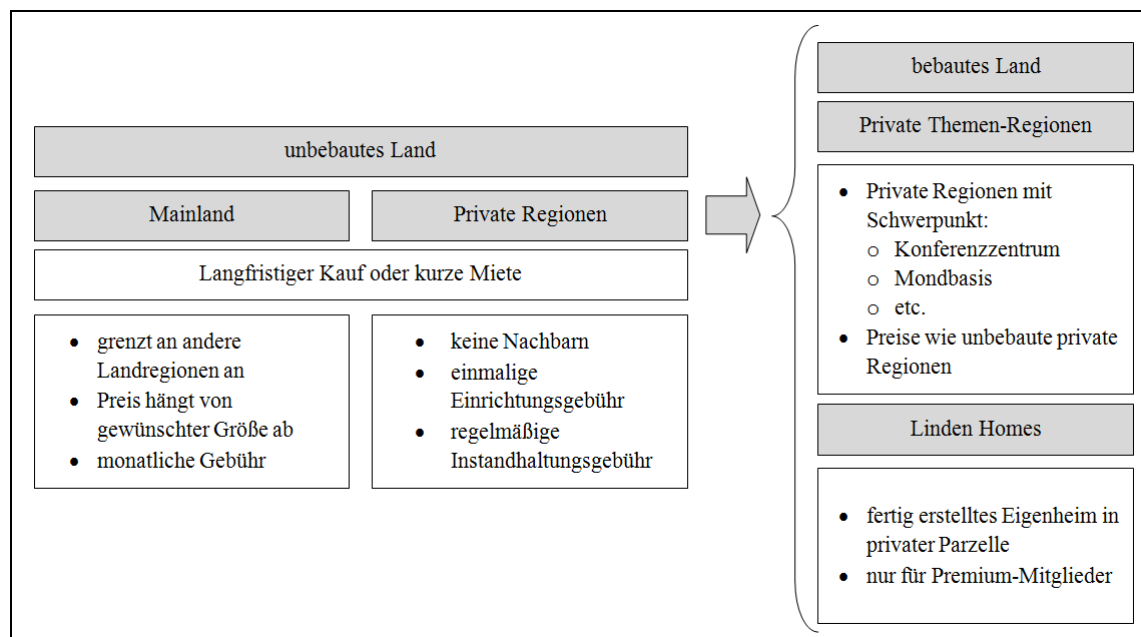 unbebautes Land
Mainland
Private Regionen
Langfristiger Kauf oder kurze Miete
• grenzt an andere
Landregionen an
• Preis hängt von
gewünschter Größe ab
• monatliche Gebühr
• keine Nachbarn
• einmalige
Einrichtungsgebühr
• regelmäßige
Instandhaltungsgebühr
bebautes Land
Private Themen-Regionen
• Private Regionen mit
Schwerpunkt:
o Konferenzzentrum
o Mondbasis
o etc.
• Preise wie unbebaute private
Regionen
Linden Homes
• fertig erstelltes Eigenheim in
privater Parzelle
• nur für Premium-Mitglieder